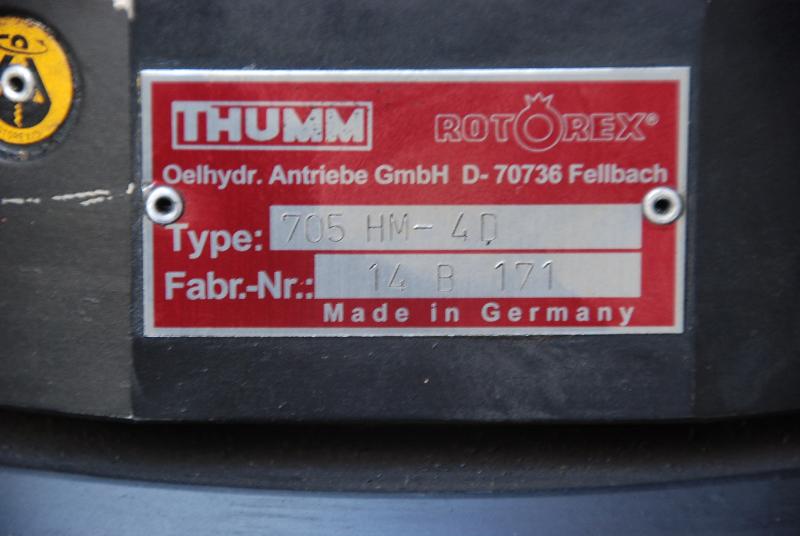 THUMM ROTOREX®
Oelhydr. Antriebe GmbH D- 70736 Fellbach
Type: 705 HM- 4D
Fabr.-Nr.: 14 B 171
Made in Germany